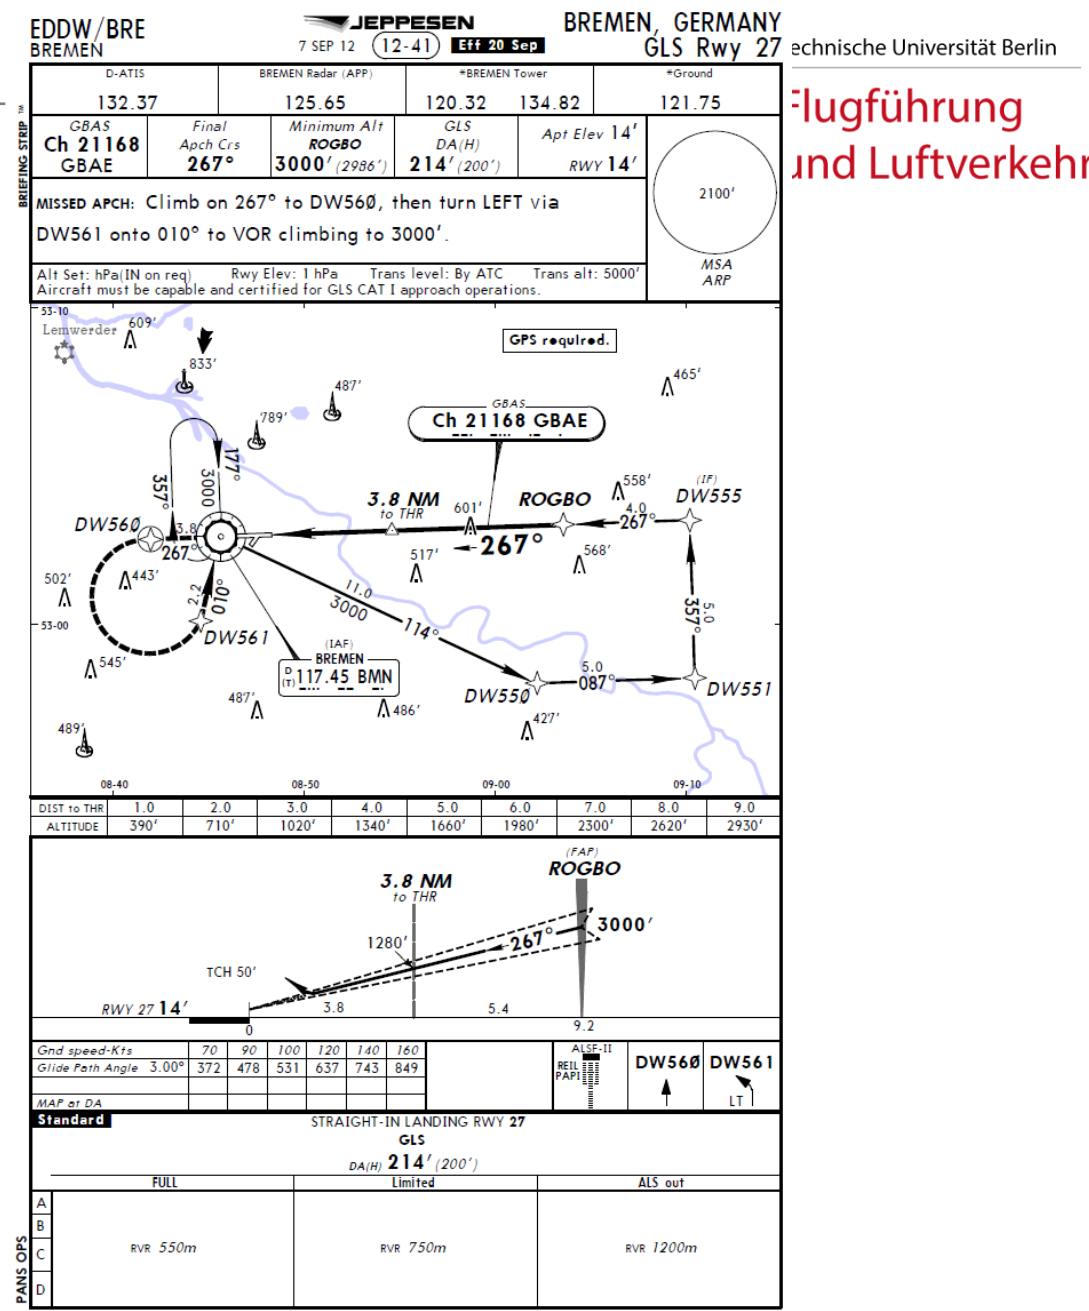 EDDW/BRE
BREMEN
JEPPESEN
7 SEP 12 12-41 Eff 20 Sep
BREMEN, GERMANY
GLS Rwy 27
echnische Universität Berlin
Flugführung
und Luftverkehr
BRIEFING STRIP ™
D-ATIS BREMEN Radar (APP) *BREMEN Tower *Ground
132.37 125.65 120.32 134.82 121.75
GBAS Final Minimum Alt GLS
Ch 21168 Apch Crs ROGBO DA(H) Apt Elev 14'
GBAE 267° 3000' (2986') 214' (200') RWY 14'
MISSED APCH: Climb on 267° to DW560, then turn LEFT via
DW561 onto 010° to VOR climbing to 3000'.
2100'
MSA
ARP
Alt Set: hPa(IN on req) Rwy Elev: 1 hPa Trans level: By ATC Trans alt: 5000'
Aircraft must be capable and certified for GLS CAT I approach operations.
53-10
Lemwerder
609'
GPS required.
833'
487'
465'
789'
GBAS
Ch 21168 GBAE
177°
357°
3000
3.8 NM
to THR
601'
ROGBO
558'
(IF)
DW555
4.0
267°
DW560
3.8
267°
267°
517'
568'
502'
443'
2.2
010°
11.0
3000
114°
5.0
357°
53-00
DW561
545'
(IAF)
BREMEN
D
(T) 117.45 BMN
5.0
087°
DW550
DW551
487'
486'
427'
489'
08-40 08-50 09-00 09-10
DIST to THR 1.0 2.0 3.0 4.0 5.0 6.0 7.0 8.0 9.0
ALTITUDE 390' 710' 1020' 1340' 1660' 1980' 2300' 2620' 2930'
(FAP)
ROGBO
3.8 NM
to THR
3000'
267°
1280'
TCH 50'
RWY 27 14'
3.8 5.4
0 9.2
Gnd speed-Kts 70 90 100 120 140 160
Glide Path Angle 3.00° 372 478 531 637 743 849
MAP at DA
ALSF-II
REIL
PAPI
DW560 DW561
LT
Standard STRAIGHT-IN LANDING RWY 27
GLS
DA(H) 214' (200')
FULL Limited ALS out
A
B
C
D
RVR 550m RVR 750m RVR 1200m
PANS OPS